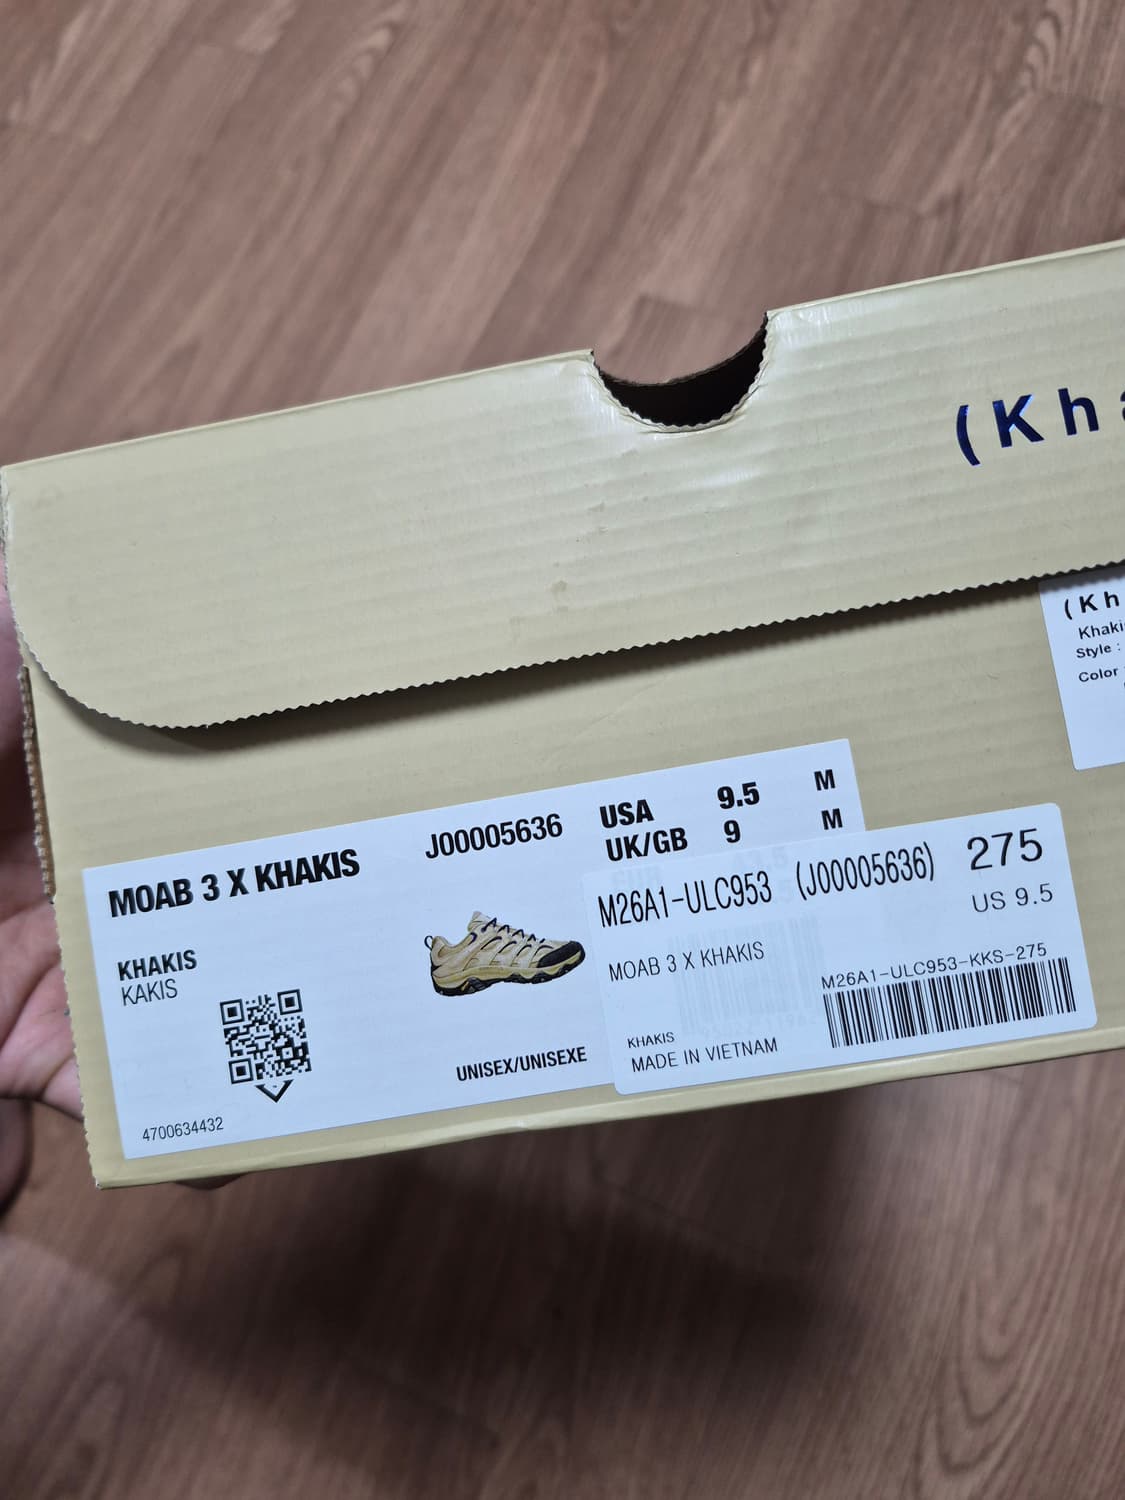 (Kh
(Kh
Khakis
Style :
Color
MOAB 3 X KHAKIS
J00005636
USA 9.5 M
UK/GB 9 M
KHAKIS
KAKIS
UNISEX/UNISEXE
4700634432
M26A1-ULC953 (J00005636) 275
US 9.5
MOAB 3 X KHAKIS
M26A1-ULC953-KKS-275
KHAKIS
MADE IN VIETNAM